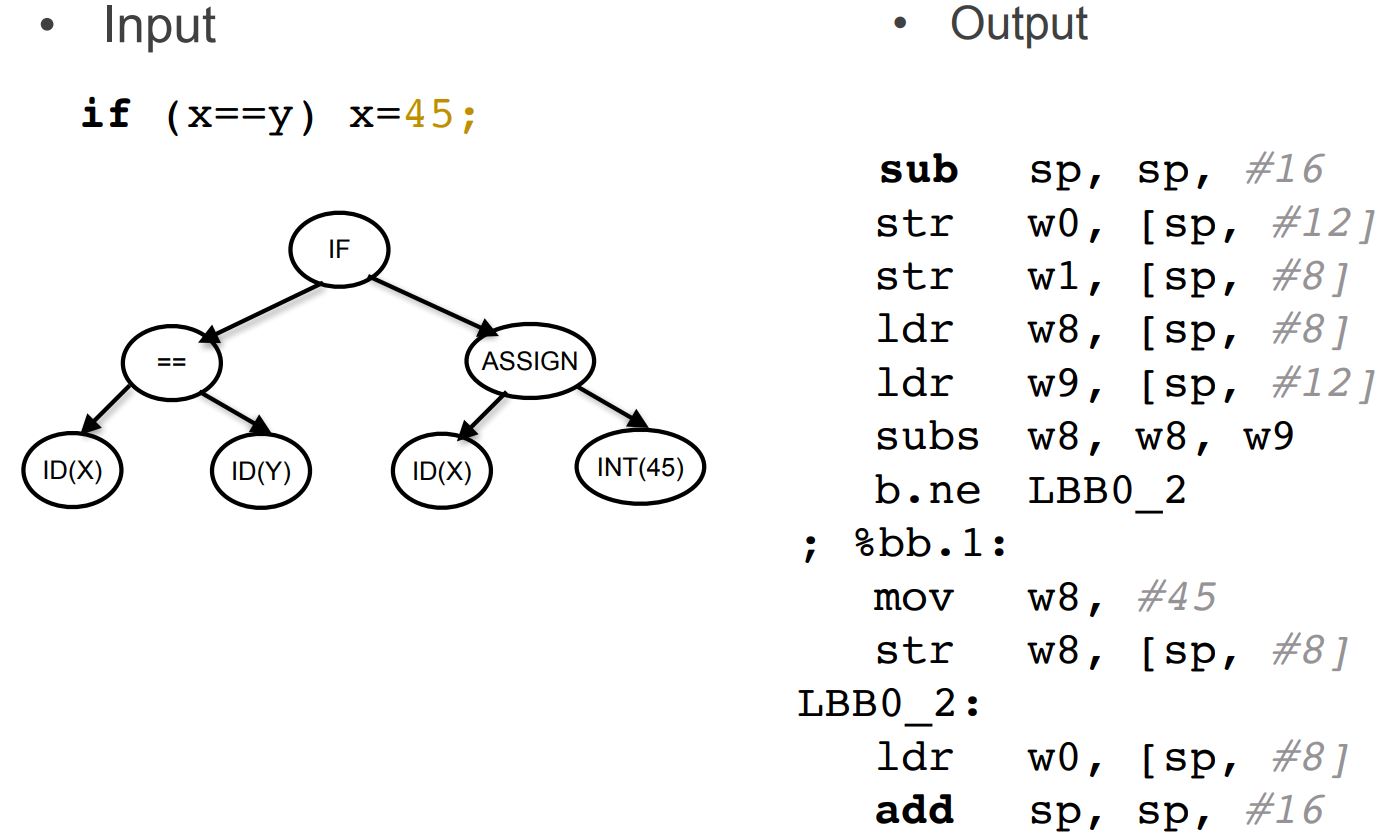 • Input
if (x==y) x=45;
IF
== ASSIGN
ID(X) ID(Y) ID(X) INT(45)
• Output
sub sp, sp, #16
str w0, [sp, #12]
str w1, [sp, #8]
ldr w8, [sp, #8]
ldr w9, [sp, #12]
subs w8, w8, w9
b.ne LBB0_2
; %bb.1:
mov w8, #45
str w8, [sp, #8]
LBB0_2:
ldr w0, [sp, #8]
add sp, sp, #16